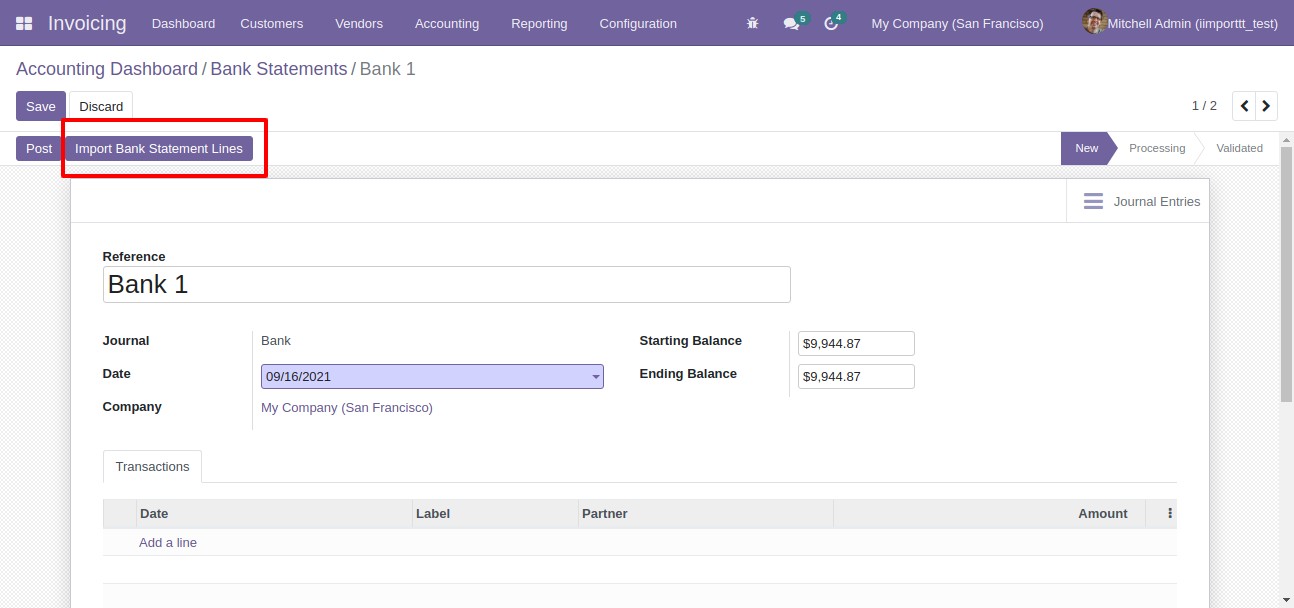 Invoicing Dashboard Customers Vendors Accounting Reporting Configuration 5 4 My Company (San Francisco) Mitchell Admin (iimporttt_test)
Accounting Dashboard / Bank Statements / Bank 1
Save Discard 1 / 2
Post Import Bank Statement Lines New Processing Validated
Journal Entries
Reference
Bank 1
Journal Bank Starting Balance $9,944.87
Date 09/16/2021 Ending Balance $9,944.87
Company My Company (San Francisco)
Transactions
Date Label Partner Amount
Add a line